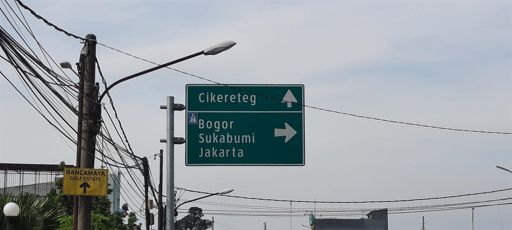 Cikereteg
Bogor
Sukabumi
Jakarta
RANCAMAYA
GOLF ESTATE